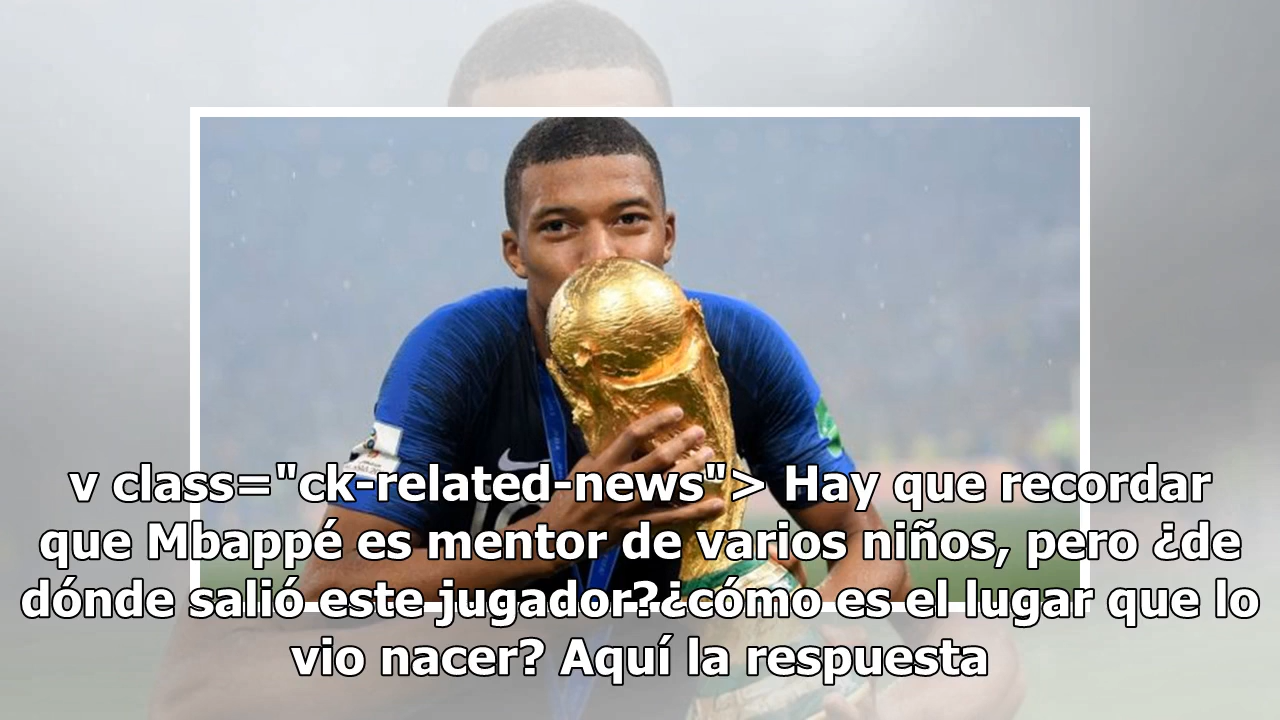 v class="ck-related-news"> Hay que recordar
que Mbappé es mentor de varios niños, pero ¿de
dónde salió este jugador?¿cómo es el lugar que lo
vio nacer? Aquí la respuesta